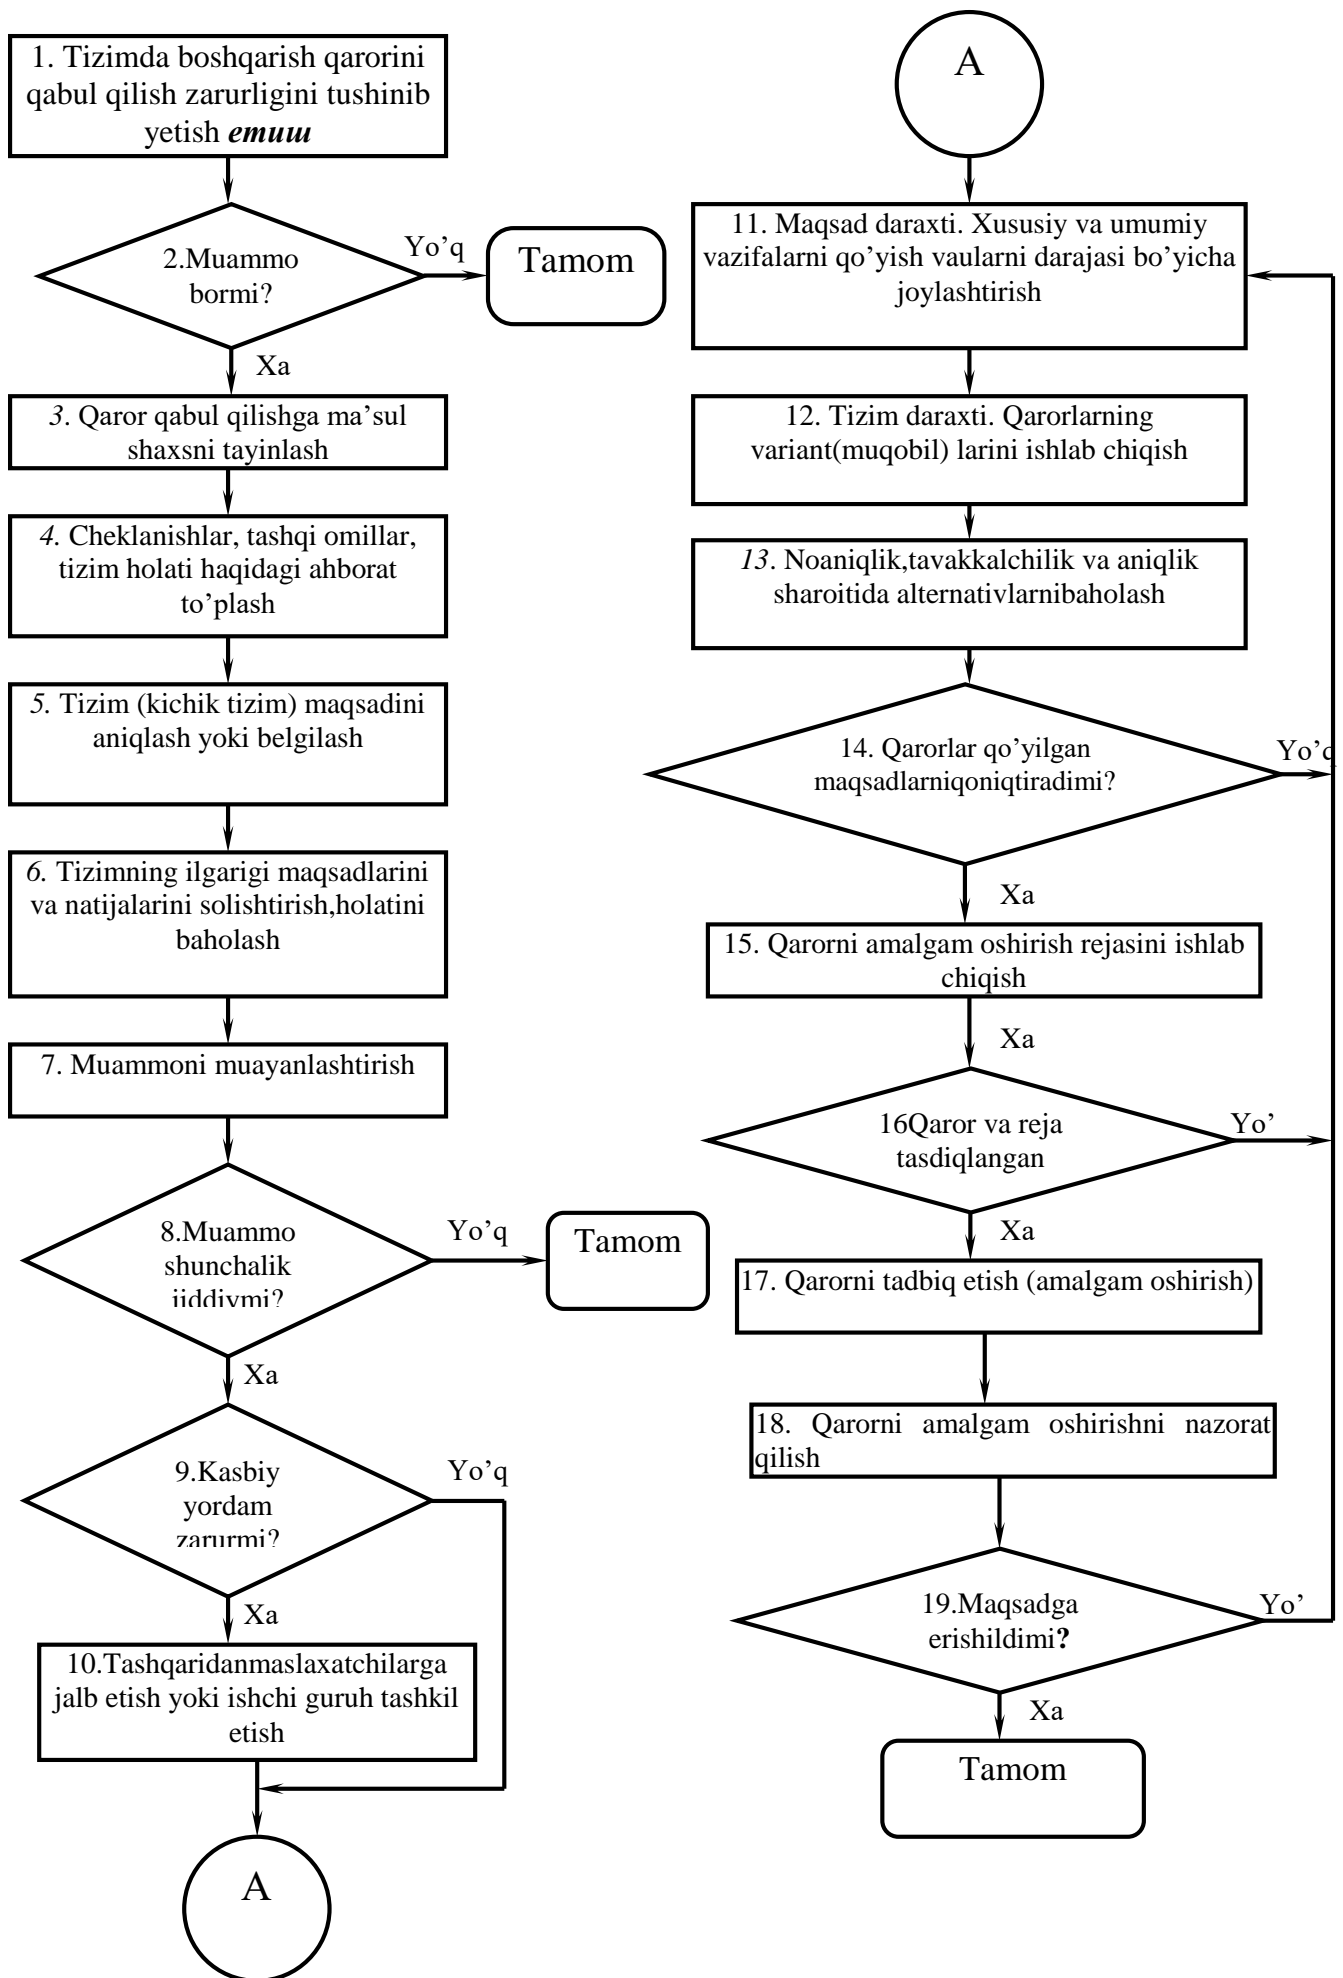 1. Tizimda boshqarish qarorini
qabul qilish zarurligini tushinib
yetish етиш
2.Muammo
bormi?
Yo’q
Tamom
Xa
3. Qaror qabul qilishga ma’sul
shaxsni tayinlash
4. Cheklanishlar, tashqi omillar,
tizim holati haqidagi ahborat
to’plash
5. Tizim (kichik tizim) maqsadini
aniqlash yoki belgilash
6. Tizimning ilgarigi maqsadlarini
va natijalarini solishtirish,holatini
baholash
7. Muammoni muayanlashtirish
8.Muammo
shunchalik
jiddiymi?
Yo’q
Tamom
Xa
9.Kasbiy
yordam
zarurmi?
Yo’q
Xa
10.Tashqaridanmaslaxatchilarga
jalb etish yoki ishchi guruh tashkil
etish
A
A
11. Maqsad daraxti. Xususiy va umumiy
vazifalarni qo’yish vaularni darajasi bo’yicha
joylashtirish
12. Tizim daraxti. Qarorlarning
variant(muqobil) larini ishlab chiqish
13. Noaniqlik,tavakkalchilik va aniqlik
sharoitida alternativlarnibaholash
14. Qarorlar qo’yilgan
maqsadlarniqoniqtiradimi?
Yo’q
Xa
15. Qarorni amalgam oshirish rejasini ishlab
chiqish
Xa
16Qaror va reja
tasdiqlangan
Yo’
Xa
17. Qarorni tadbiq etish (amalgam oshirish)
18. Qarorni amalgam oshirishni nazorat
qilish
19.Maqsadga
erishildimi?
Yo’
Xa
Tamom